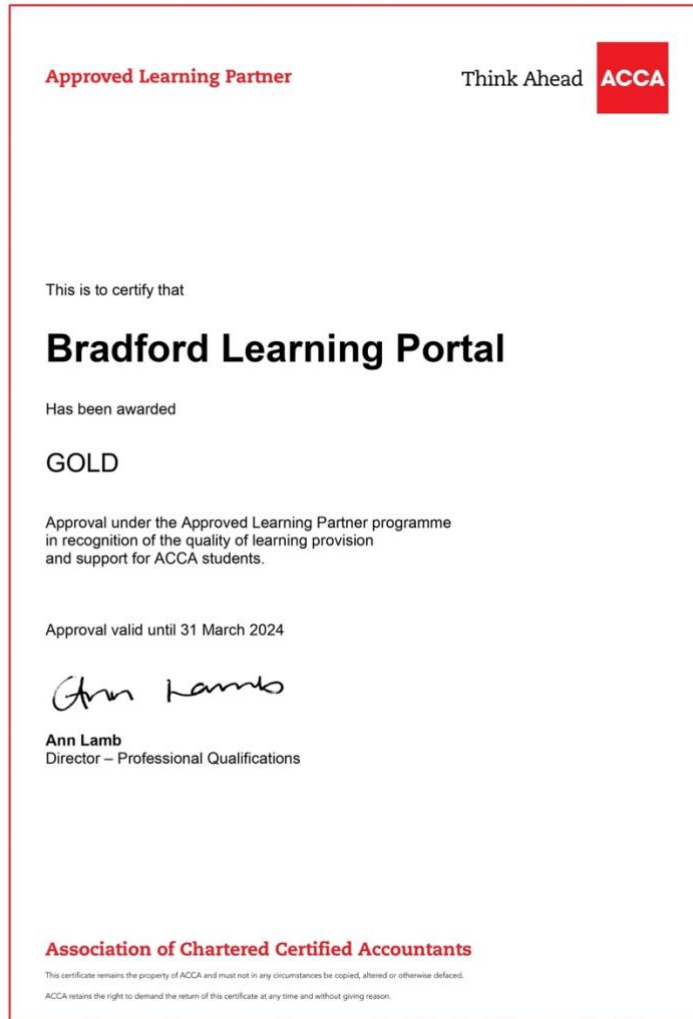 Approved Learning Partner
Think Ahead ACCA
This is to certify that
Bradford Learning Portal
Has been awarded
GOLD
Approval under the Approved Learning Partner programme
in recognition of the quality of learning provision
and support for ACCA students.
Approval valid until 31 March 2024
Ann Lamb
Ann Lamb
Director – Professional Qualifications
Association of Chartered Certified Accountants
This certificate remains the property of ACCA and must not in any circumstances be copied, altered or otherwise defaced.
ACCA retains the right to demand the return of this certificate at any time and without giving reason.